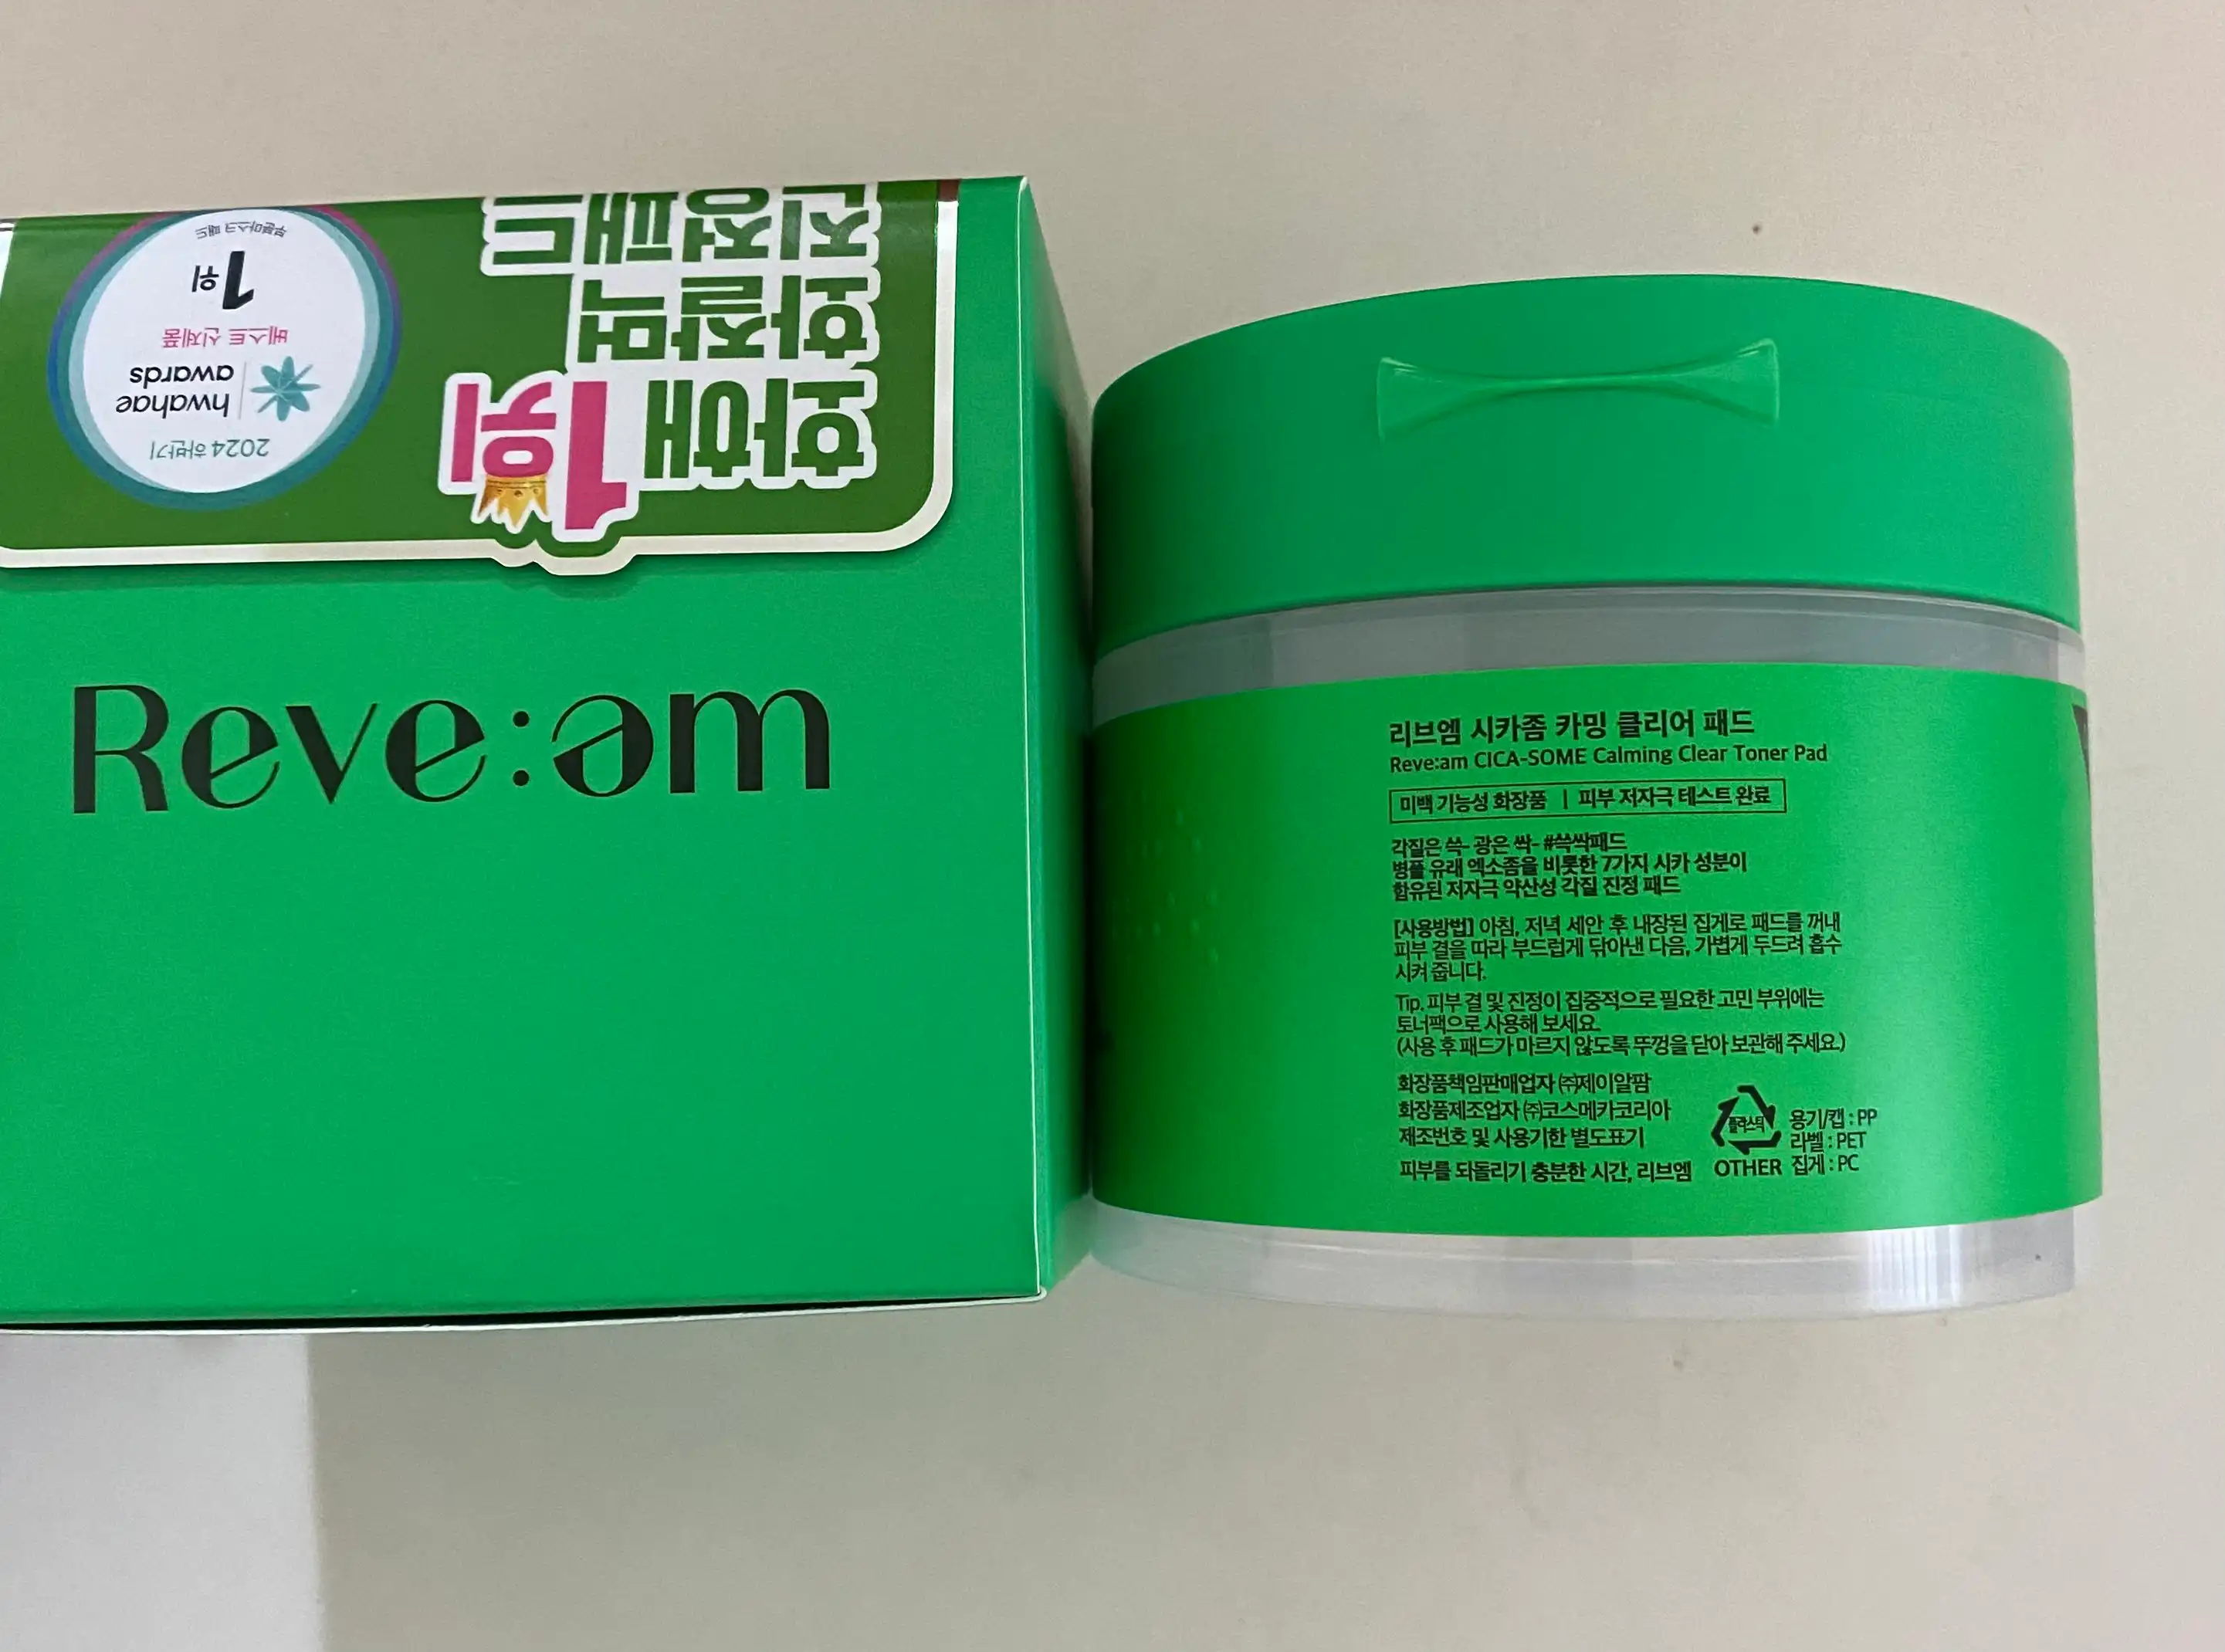 화해 1위
화잘먹
진정패드
2024 하반기
hwahae
awards
베스트 신제품
1위
부분마스크 패드
Reve:əm
리브엠 시카좀 카밍 클리어 패드
Reve:am CICA-SOME Calming Clear Toner Pad
미백 기능성 화장품 | 피부 저자극 테스트 완료
각질은 쓱- 광은 싹- #쓱싹패드
병풀 유래 엑소좀을 비롯한 7가지 시카 성분이
함유된 저자극 약산성 각질 진정 패드
[사용방법] 아침, 저녁 세안 후 내장된 집게로 패드를 꺼내
피부 결을 따라 부드럽게 닦아낸 다음, 가볍게 두드려 흡수
시켜 줍니다.
Tip. 피부 결 및 진정이 집중적으로 필요한 고민 부위에는
토너팩으로 사용해 보세요.
(사용 후 패드가 마르지 않도록 뚜껑을 닫아 보관해 주세요.)
화장품책임판매업자 ㈜제이알팜
화장품제조업자 ㈜코스메카코리아
제조번호 및 사용기한 별도표기
피부를 되돌리기 충분한 시간, 리브엠
플라스틱
OTHER
용기/캡 : PP
라벨 : PET
집게 : PC